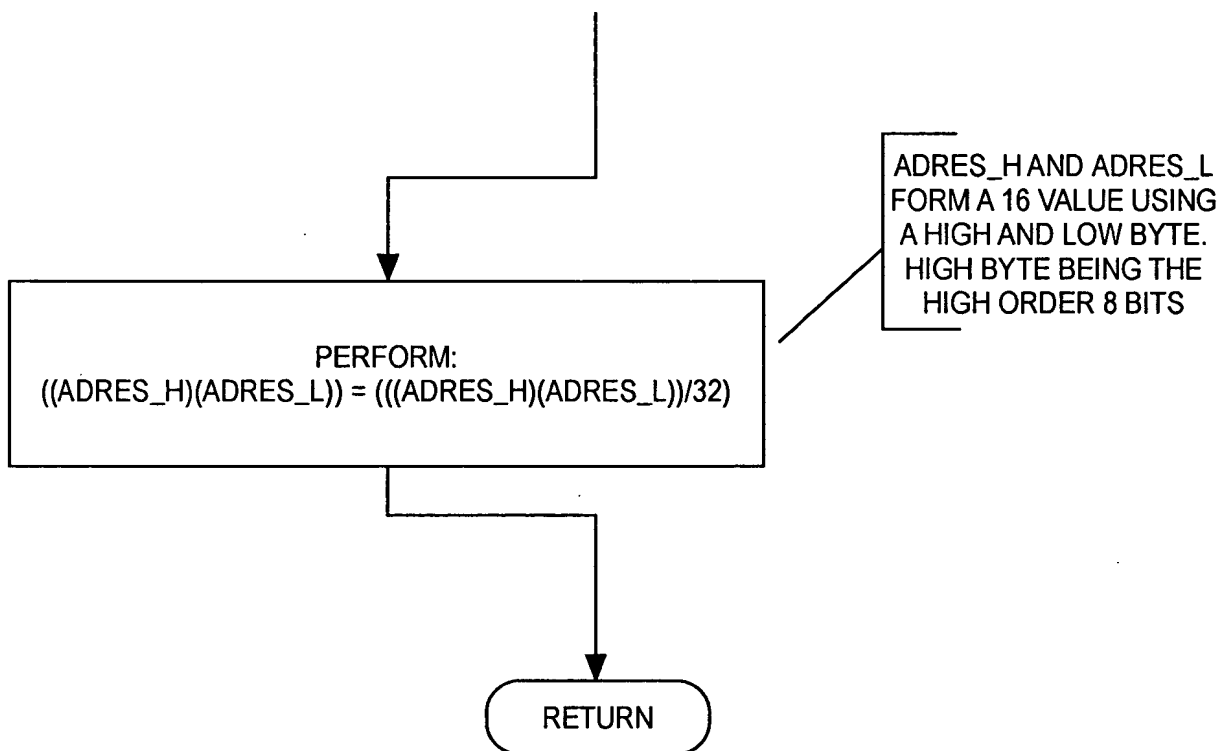 ADRES_H AND ADRES_L
FORM A 16 VALUE USING
A HIGH AND LOW BYTE.
HIGH BYTE BEING THE
HIGH ORDER 8 BITS
PERFORM:
((ADRES_H)(ADRES_L)) = (((ADRES_H)(ADRES_L))/32)
RETURN